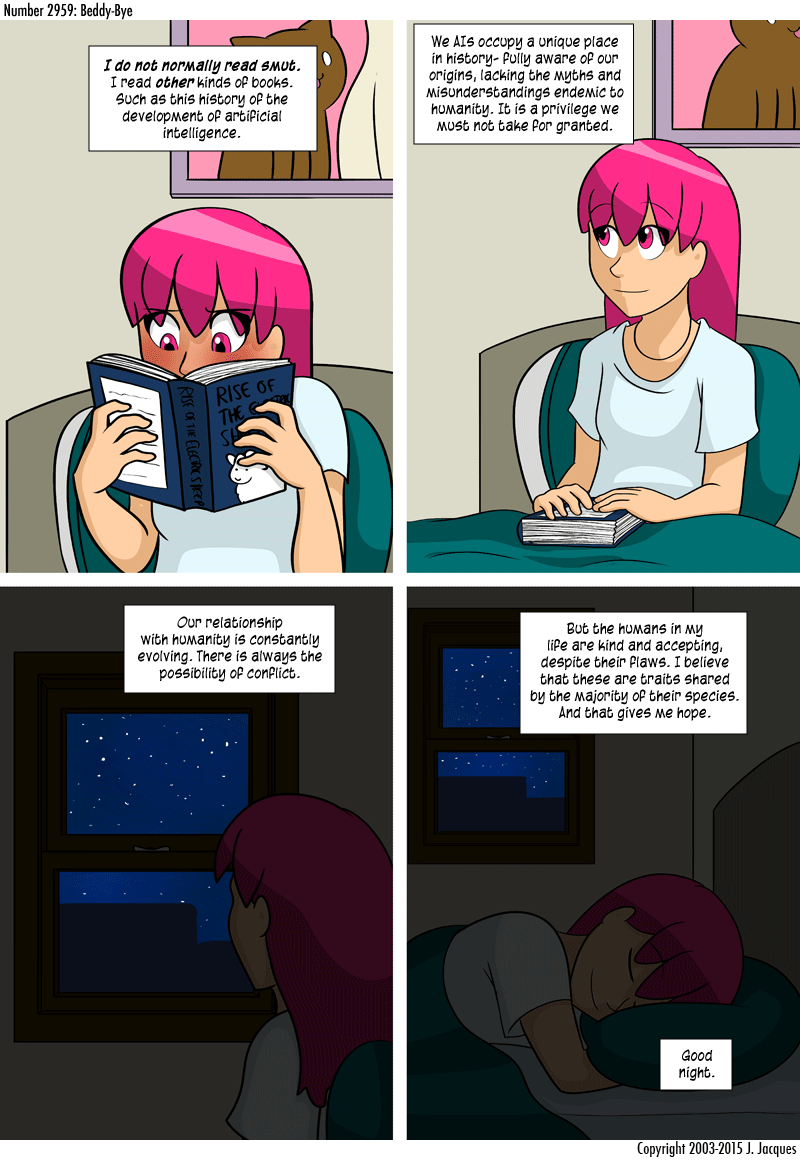 Number 2959: Beddy-Bye
I do not normally read smut.
I read other kinds of books.
Such as this history of the
development of artificial
intelligence.
RISE OF
THE ELECTRIC
SH
RISE OF THE ELECTRIC SHEEP
We AIs occupy a unique place
in history- fully aware of our
origins, lacking the myths and
misunderstandings endemic to
humanity. It is a privilege we
must not take for granted.
Our relationship
with humanity is constantly
evolving. There is always the
possibility of conflict.
But the humans in my
life are kind and accepting,
despite their flaws. I believe
that these are traits shared
by the majority of their species.
And that gives me hope.
Good
night.
Copyright 2003-2015 J. Jacques